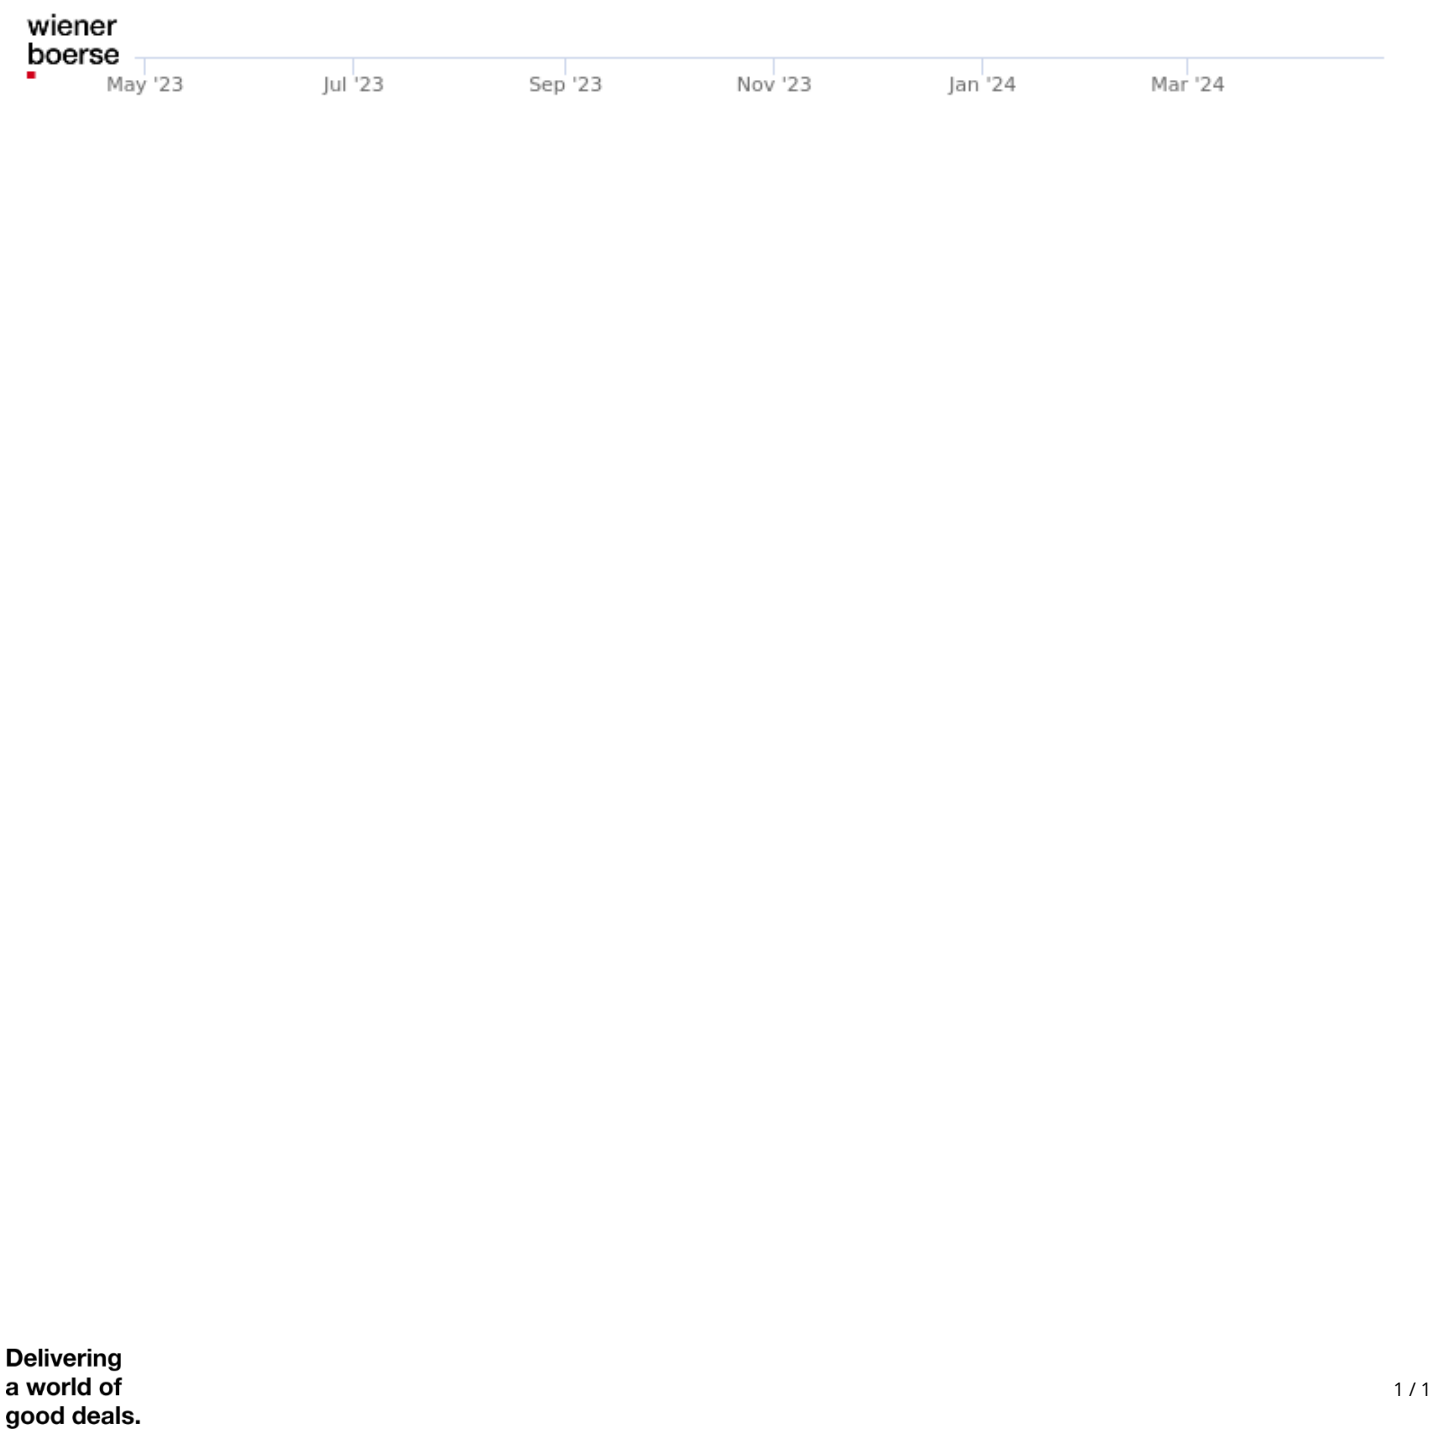 wiener
boerse
May '23 Jul '23 Sep '23 Nov '23 Jan '24 Mar '24
Delivering
a world of
good deals.
1 / 1